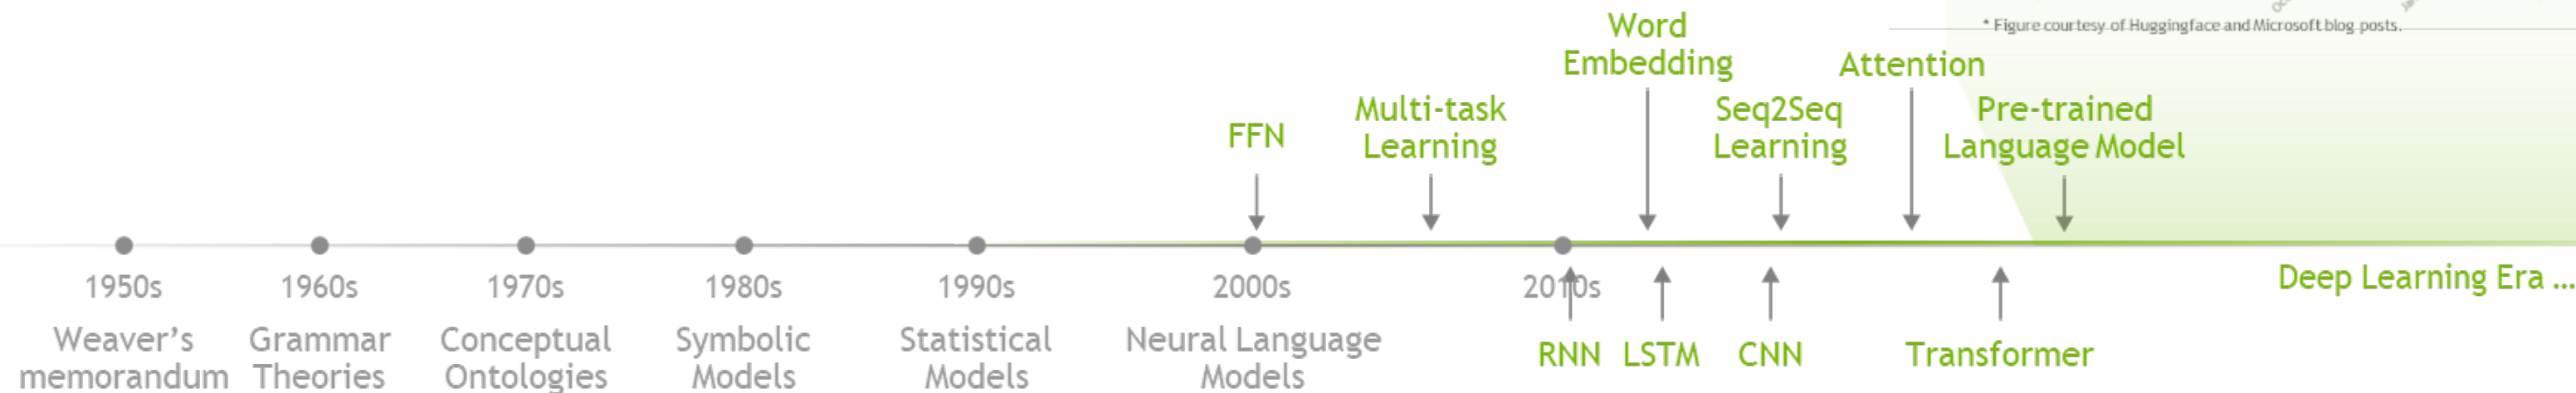 * Figure courtesy of Huggingface and Microsoft blog posts.
Word
Embedding
Attention
FFN
Multi-task
Learning
Seq2Seq
Learning
Pre-trained
Language Model
1950s
1960s
1970s
1980s
1990s
2000s
2010s
Deep Learning Era ...
Weaver's
memorandum
Grammar
Theories
Conceptual
Ontologies
Symbolic
Models
Statistical
Models
Neural Language
Models
RNN
LSTM
CNN
Transformer